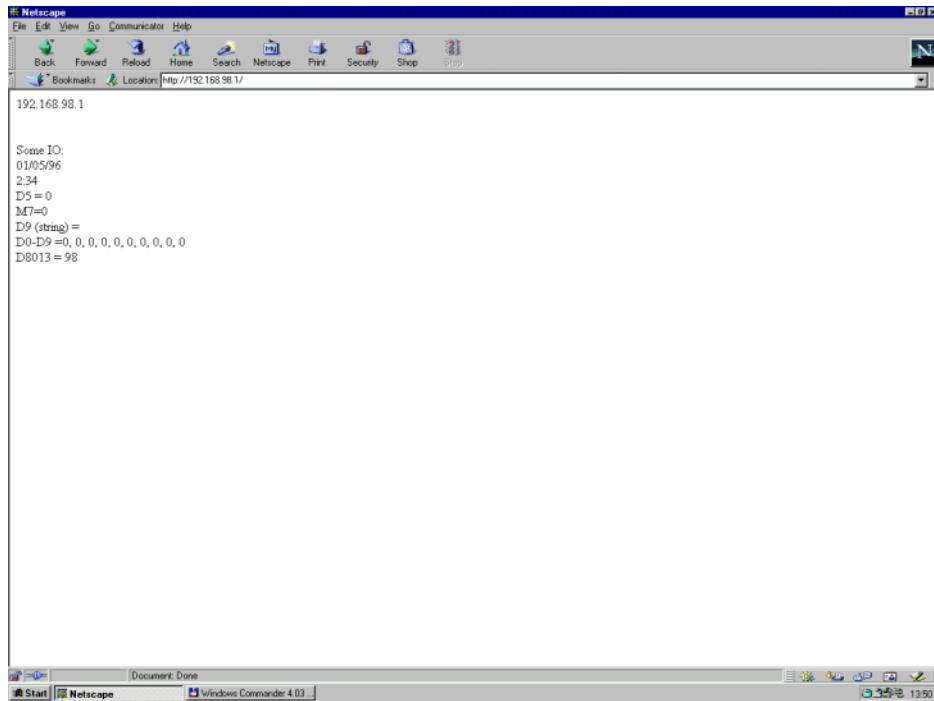 Netscape
File Edit View Go Communicator Help
Back Forward Reload Home Search Netscape Print Security Shop Stop
Bookmarks Location: http://192.168.98.1/
192.168.98.1
Some IO:
01/05/96
2:34
D5 = 0
M7=0
D9 (string) =
D0-D9 =0, 0, 0, 0, 0, 0, 0, 0, 0, 0
D8013 = 98
Document: Done
Start Netscape Windows Commander 4.03 ... 13:50